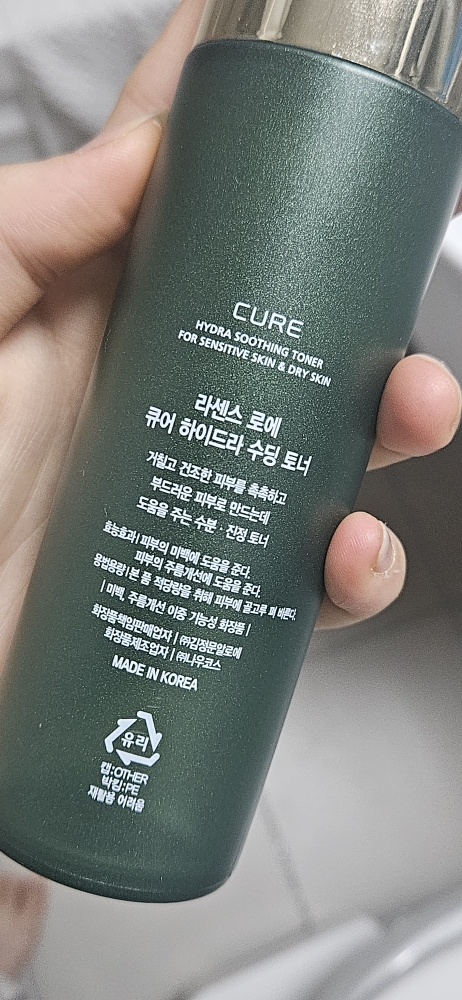 CURE
HYDRA SOOTHING TONER
FOR SENSITIVE SKIN & DRY SKIN
라센스 로에
큐어 하이드라 수딩 토너
거칠고 건조한 피부를 촉촉하고
부드러운 피부로 만드는데
도움을 주는 수분 · 진정 토너
효능효과 | 피부의 미백에 도움을 준다.
피부의 주름개선에 도움을 준다.
용법용량 | 본 품 적당량을 취해 피부에 골고루 펴 바른다.
| 미백, 주름개선 이중 기능성 화장품 |
화장품책임판매업자 | ㈜김정문알로에
화장품제조업자 | ㈜나우코스
MADE IN KOREA
유리
캡:OTHER
박킹:PE
재활용 어려움